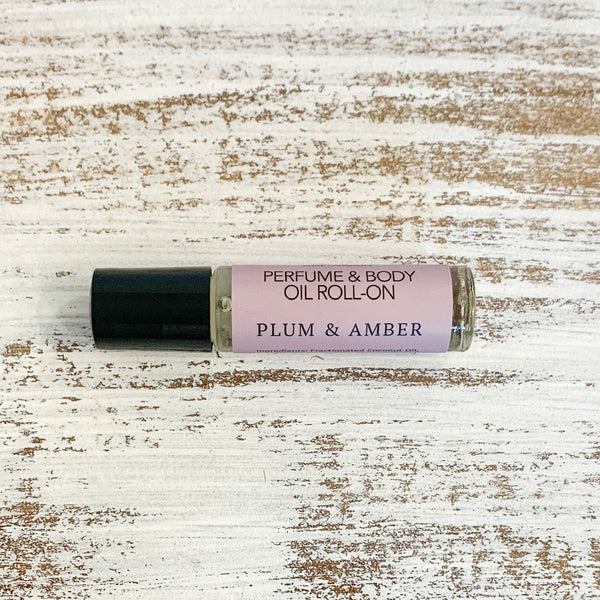 PERFUME & BODY
OIL ROLL-ON
PLUM & AMBER
Ingredients: Fractionated Coconut Oil,